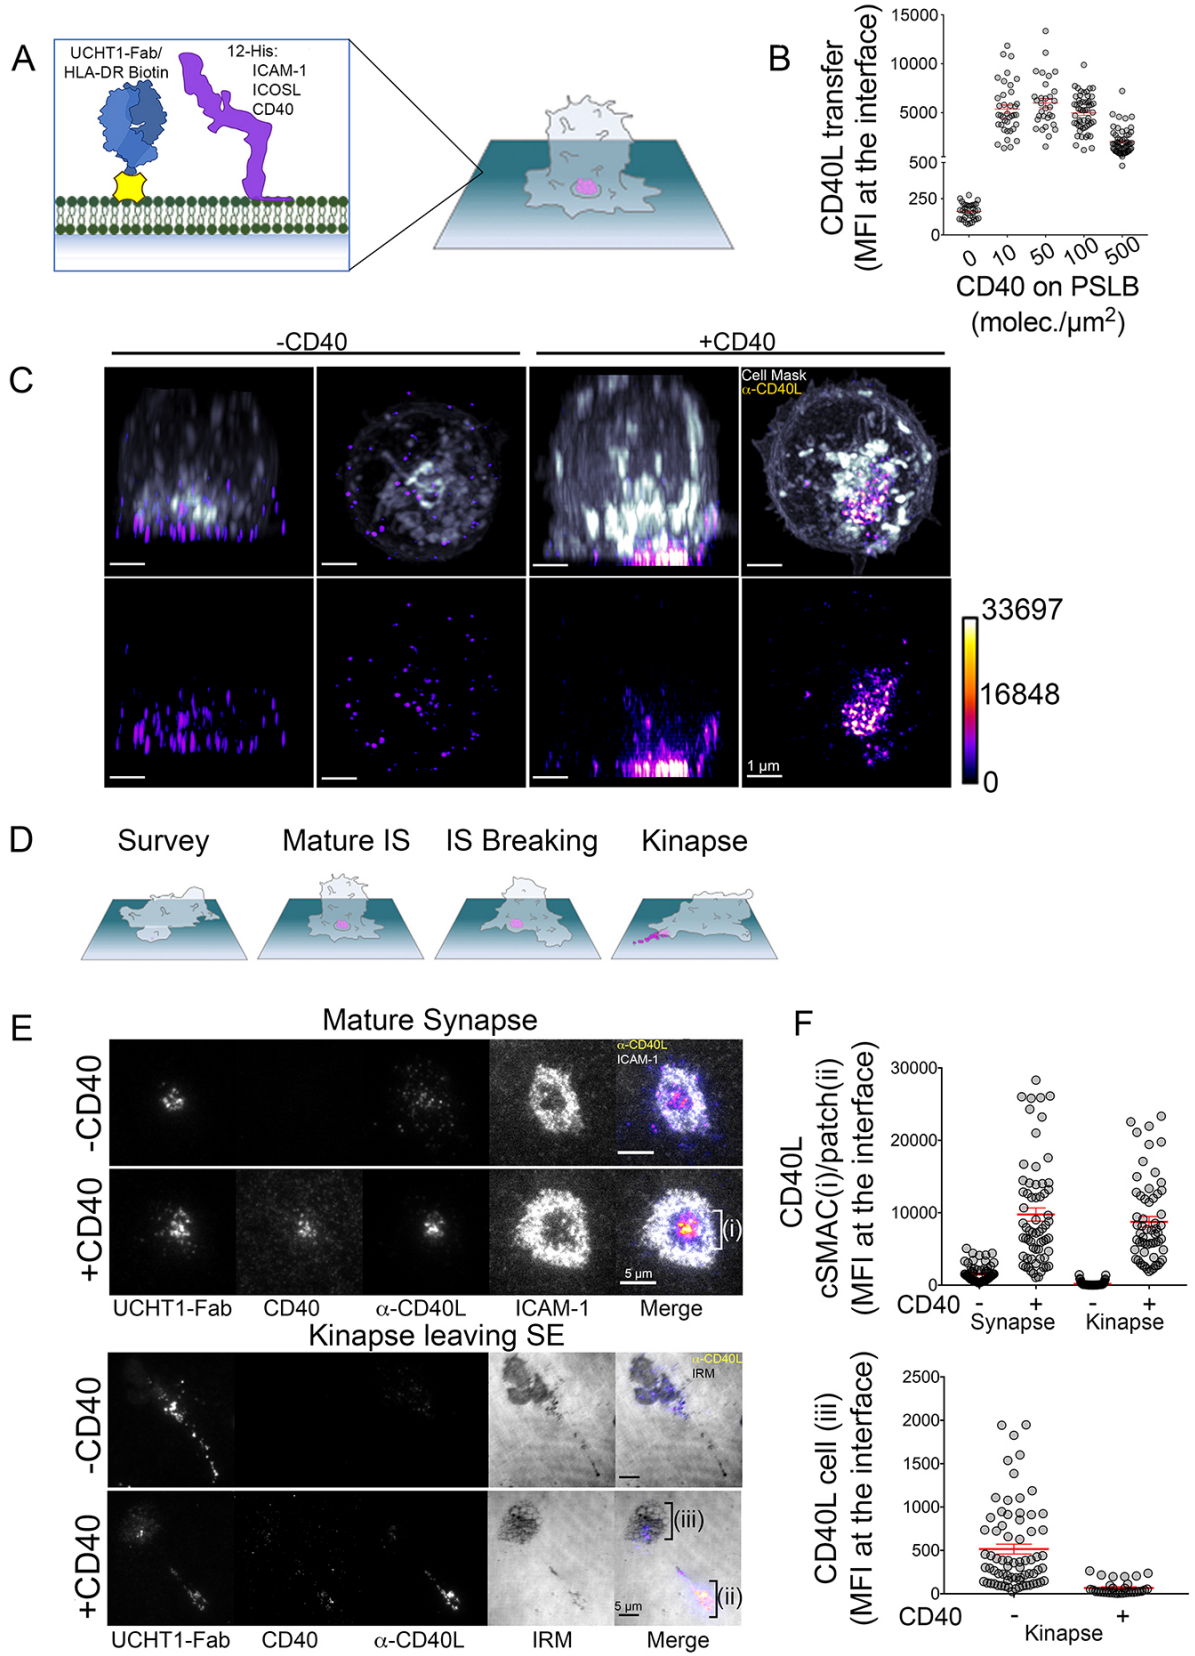 A
UCHT1-Fab/
HLA-DR Biotin
12-His:
ICAM-1
ICOSL
CD40
B
CD40L transfer
(MFI at the interface)
15000
10000
5000
500
250
0
0
10
50
100
500
CD40 on PSLB
(molec./µm²)
C
-CD40
+CD40
Cell Mask
α-CD40L
1 µm
33697
16848
0
D
Survey
Mature IS
IS Breaking
Kinapse
E
Mature Synapse
-CD40
α-CD40L
ICAM-1
+CD40
(i)
5 µm
UCHT1-Fab
CD40
α-CD40L
ICAM-1
Merge
Kinapse leaving SE
-CD40
α-CD40L
IRM
+CD40
(iii)
(ii)
5 µm
UCHT1-Fab
CD40
α-CD40L
IRM
Merge
F
CD40L
cSMAC(i)/patch(ii)
(MFI at the interface)
30000
20000
10000
0
CD40
-
+
-
+
Synapse
Kinapse
CD40L cell (iii)
(MFI at the interface)
2500
2000
1500
1000
500
0
CD40
-
+
Kinapse